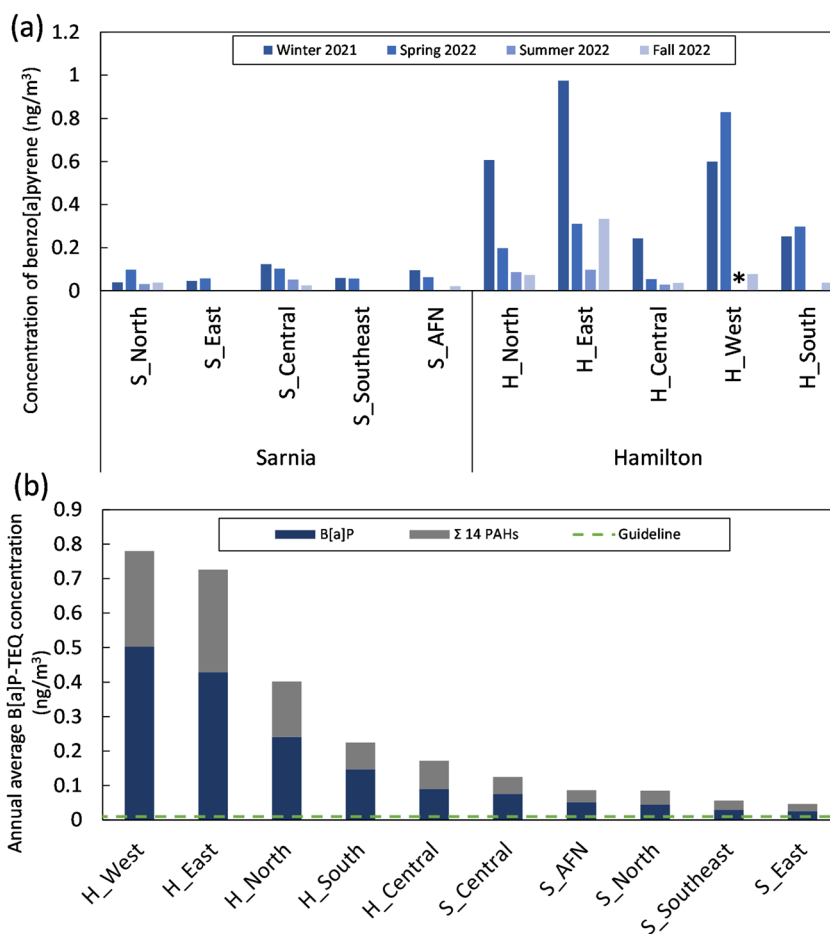 (a)
Concentration of benzo[a]pyrene (ng/m³)
1.2
1
0.8
0.6
0.4
0.2
0
Winter 2021 Spring 2022 Summer 2022 Fall 2022
*
S_North
S_East
S_Central
S_Southeast
S_AFN
H_North
H_East
H_Central
H_West
H_South
Sarnia Hamilton
(b)
Annual average B[a]P-TEQ concentration
(ng/m³)
0.9
0.8
0.7
0.6
0.5
0.4
0.3
0.2
0.1
0
B[a]P Σ 14 PAHs Guideline
H_West
H_East
H_North
H_South
H_Central
S_Central
S_AFN
S_North
S_Southeast
S_East